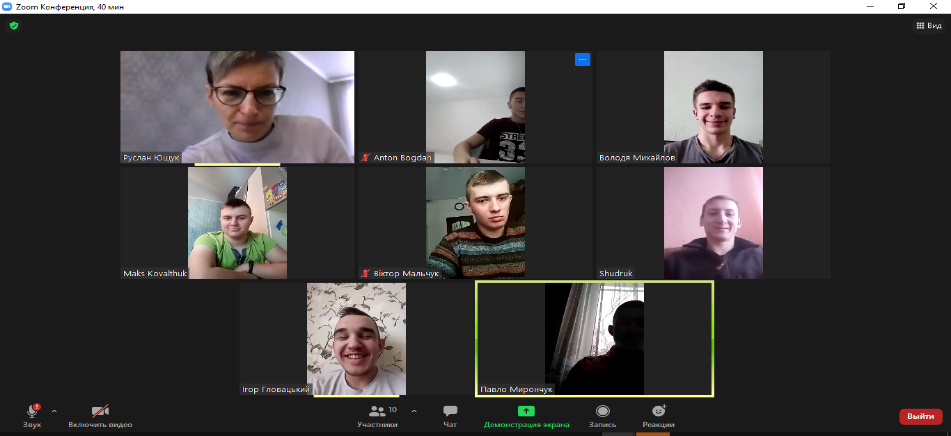 Zoom Конференция, 40 мин
Вид
Руслан Ющук
Anton Bogdan
Володя Михайлов
Maks Kovalthuk
Віктор Мальчук
Shudruk
Ігор Гловацький
Павло Мирончук
Звук
Включить видео
10
Участники
Чат
Демонстрация экрана
Запись
Реакции
Выйти